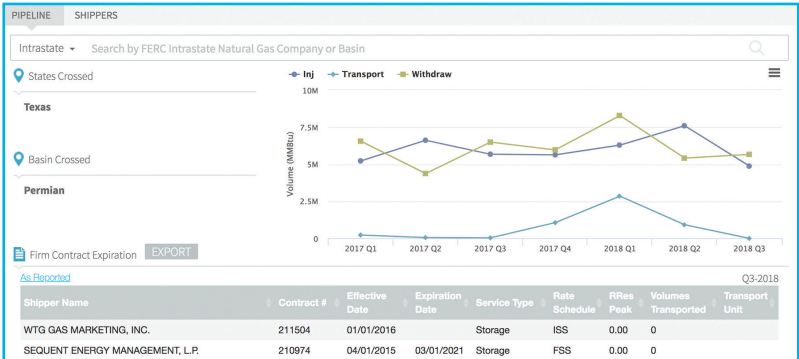 PIPELINE SHIPPERS
Intrastate Search by FERC Intrastate Natural Gas Company or Basin
States Crossed
Texas
Basin Crossed
Permian
Inj Transport Withdraw
10M
7.5M
5M
2.5M
0
Volume (MMBtu)
2017 Q1 2017 Q2 2017 Q3 2017 Q4 2018 Q1 2018 Q2 2018 Q3
Firm Contract Expiration EXPORT
As Reported Q3-2018
Shipper Name Contract # Effective Date Expiration Date Service Type Rate Schedule RRes Peak Volumes Transported Transport Unit
WTG GAS MARKETING, INC. 211504 01/01/2016 Storage ISS 0.00 0
SEQUENT ENERGY MANAGEMENT, L.P. 210974 04/01/2015 03/01/2021 Storage FSS 0.00 0